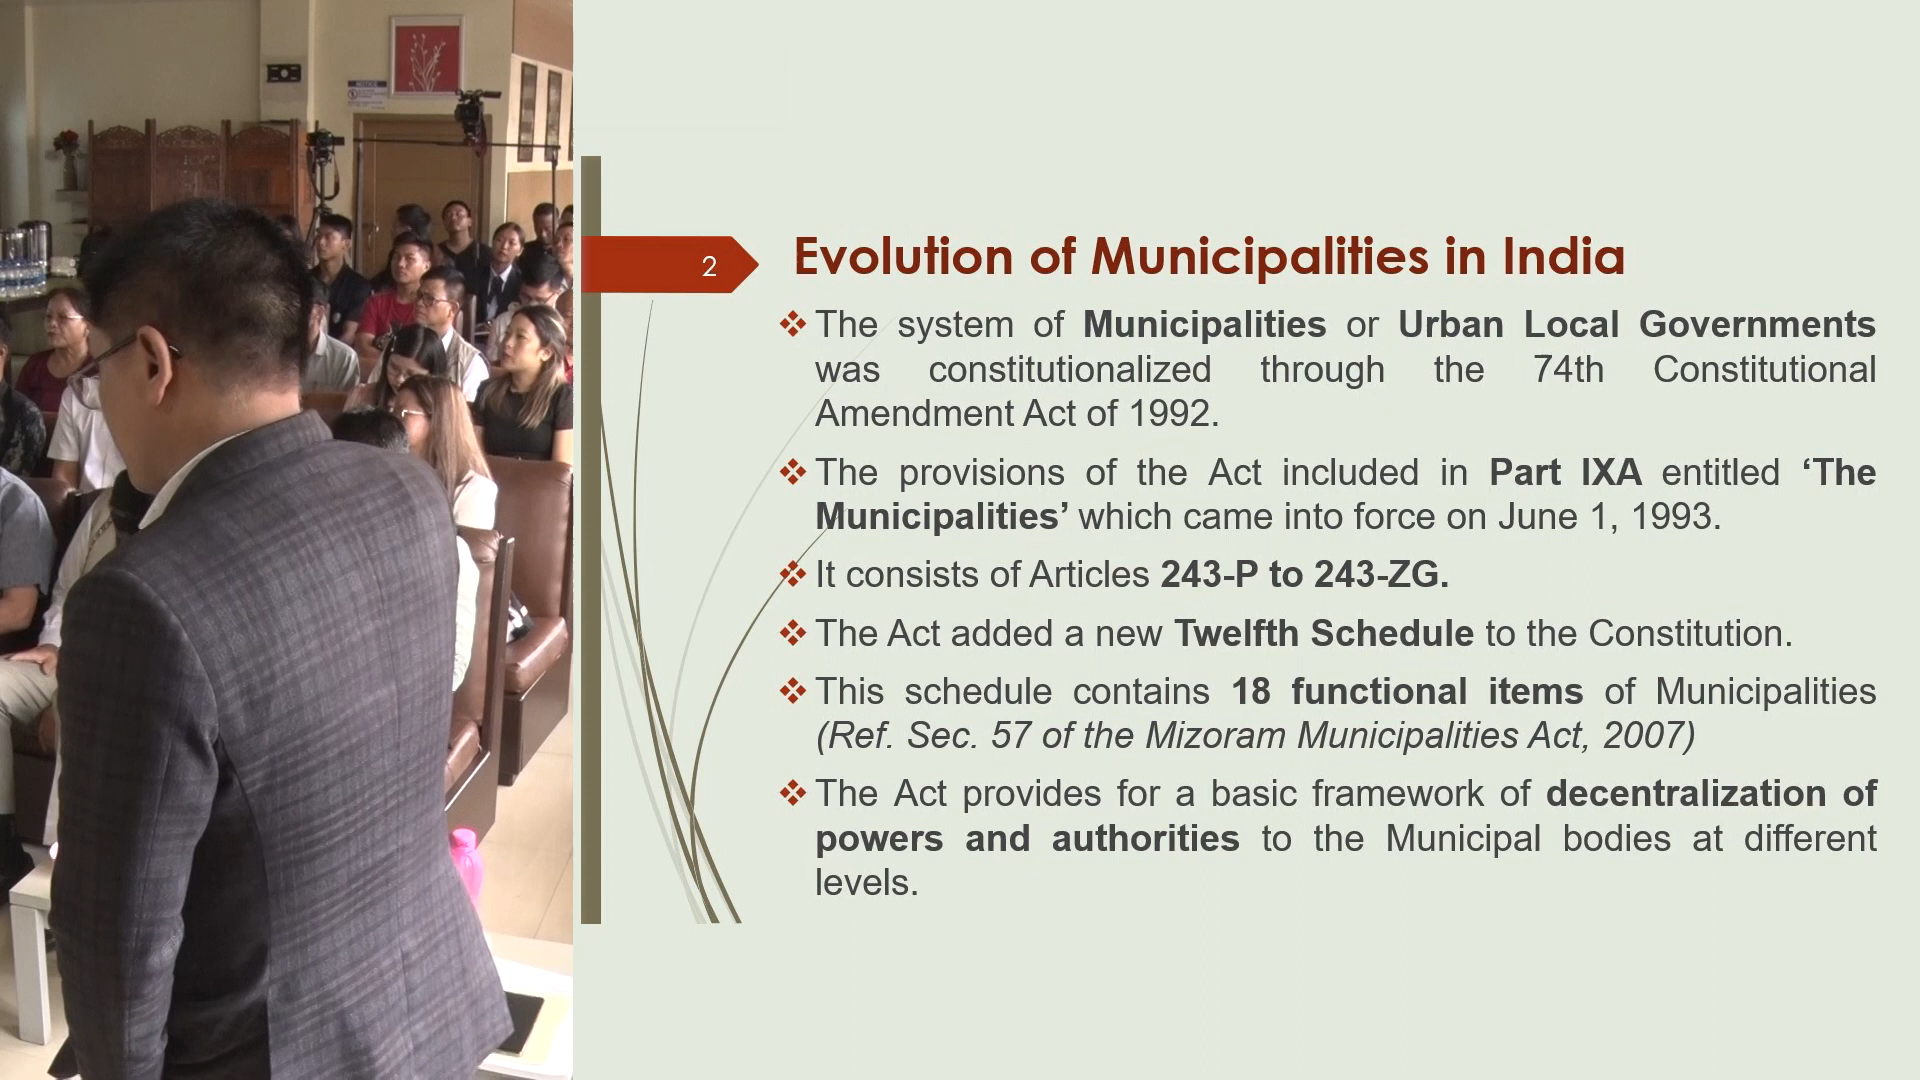 NOTICE
2
Evolution of Municipalities in India
The system of Municipalities or Urban Local Governments
was constitutionalized through the 74th Constitutional
Amendment Act of 1992.
The provisions of the Act included in Part IXA entitled ‘The
Municipalities’ which came into force on June 1, 1993.
It consists of Articles 243-P to 243-ZG.
The Act added a new Twelfth Schedule to the Constitution.
This schedule contains 18 functional items of Municipalities
(Ref. Sec. 57 of the Mizoram Municipalities Act, 2007)
The Act provides for a basic framework of decentralization of
powers and authorities to the Municipal bodies at different
levels.